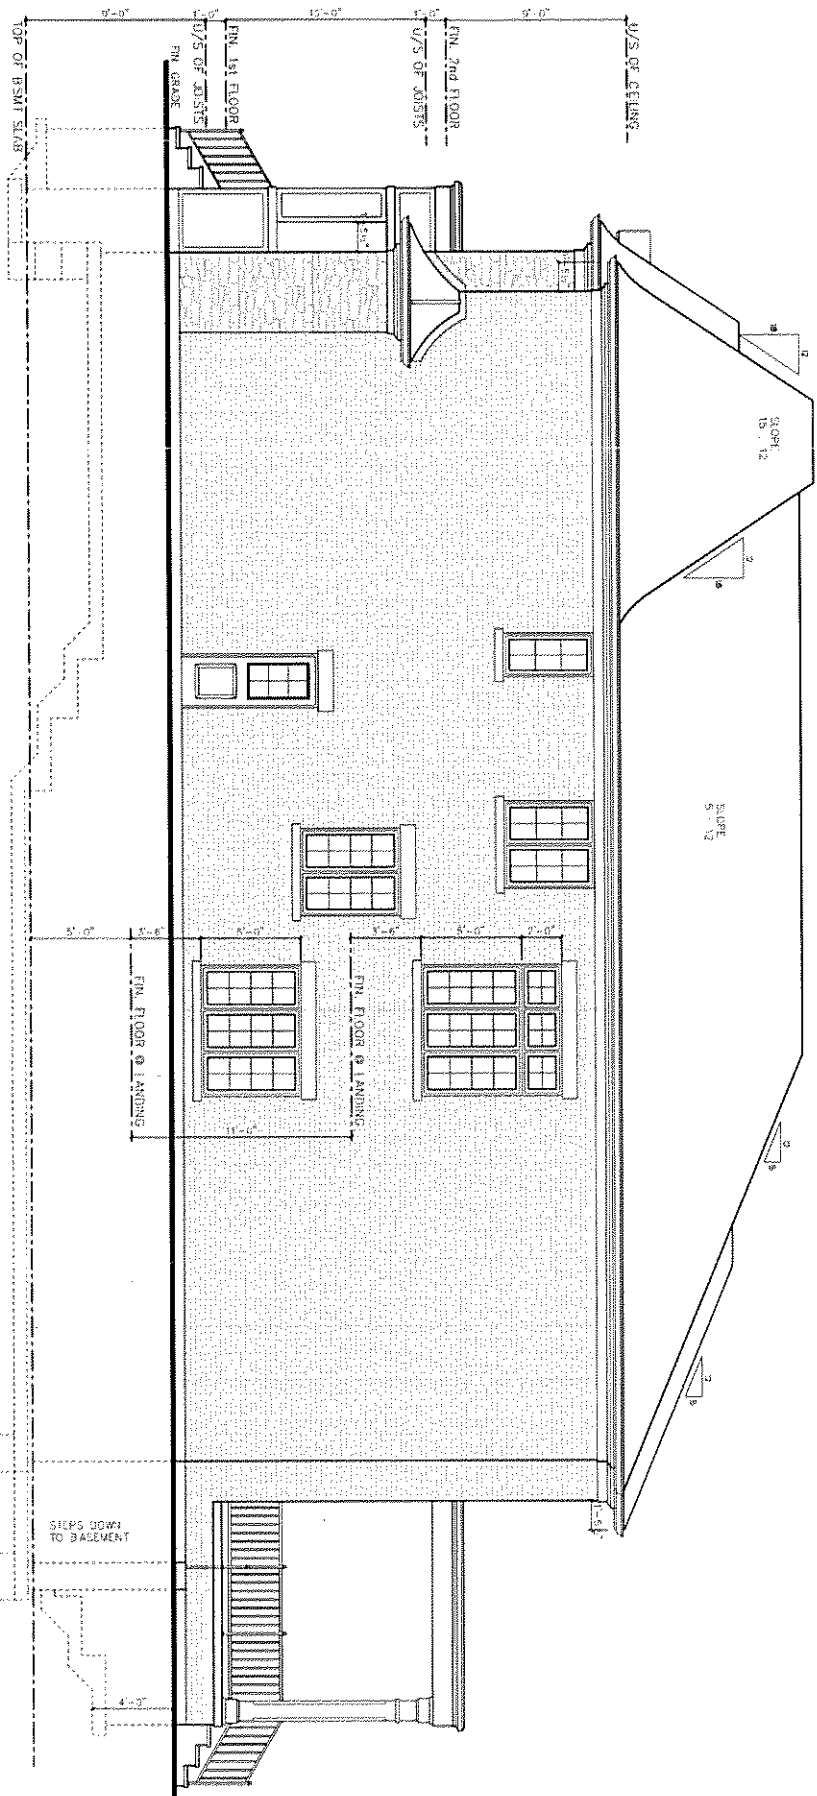 U/S OF CEILING
9'-0"
FIN. 2nd FLOOR
1'-0"
U/S OF JOISTS
10'-0"
FIN. 1st FLOOR
1'-0"
U/S OF JOISTS
FIN. GRADE
TOP OF BSMT SLAB
SLOPE
SLOPE
5 : 12
12
12
2'-0"
5'-0"
3'-6"
FIN. FLOOR @ LANDING
11'-0"
5'-0"
3'-6"
FIN. FLOOR @ LANDING
5'-0"
1'-5"
STEPS DOWN
TO BASEMENT
4'-0"